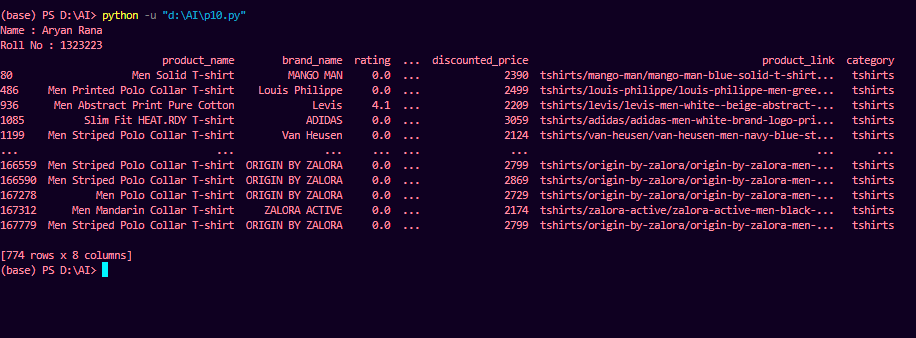 (base) PS D:\AI> python -u "d:\AI\p10.py"
Name : Aryan Rana
Roll No : 1323223
product_name brand_name rating ... discounted_price product_link category
80 Men Solid T-shirt MANGO MAN 0.0 ... 2390 tshirts/mango-man/mango-man-blue-solid-t-shirt... tshirts
486 Men Printed Polo Collar T-shirt Louis Philippe 0.0 ... 2499 tshirts/louis-philippe/louis-philippe-men-gree... tshirts
936 Men Abstract Print Pure Cotton Levis 4.1 ... 2209 tshirts/levis/levis-men-white--beige-abstract-... tshirts
1085 Slim Fit HEAT.RDY T-shirt ADIDAS 0.0 ... 3059 tshirts/adidas/adidas-men-white-brand-logo-pri... tshirts
1199 Men Striped Polo Collar T-shirt Van Heusen 0.0 ... 2124 tshirts/van-heusen/van-heusen-men-navy-blue-st... tshirts
... ... ... ... ... ... ... ...
166559 Men Striped Polo Collar T-shirt ORIGIN BY ZALORA 0.0 ... 2799 tshirts/origin-by-zalora/origin-by-zalora-men-... tshirts
166590 Men Striped Polo Collar T-shirt ORIGIN BY ZALORA 0.0 ... 2869 tshirts/origin-by-zalora/origin-by-zalora-men-... tshirts
167278 Men Polo Collar T-shirt ORIGIN BY ZALORA 0.0 ... 2729 tshirts/origin-by-zalora/origin-by-zalora-men-... tshirts
167312 Men Mandarin Collar T-shirt ZALORA ACTIVE 0.0 ... 2174 tshirts/zalora-active/zalora-active-men-black-... tshirts
167779 Men Striped Polo Collar T-shirt ORIGIN BY ZALORA 0.0 ... 2799 tshirts/origin-by-zalora/origin-by-zalora-men-... tshirts
[774 rows x 8 columns]
(base) PS D:\AI>